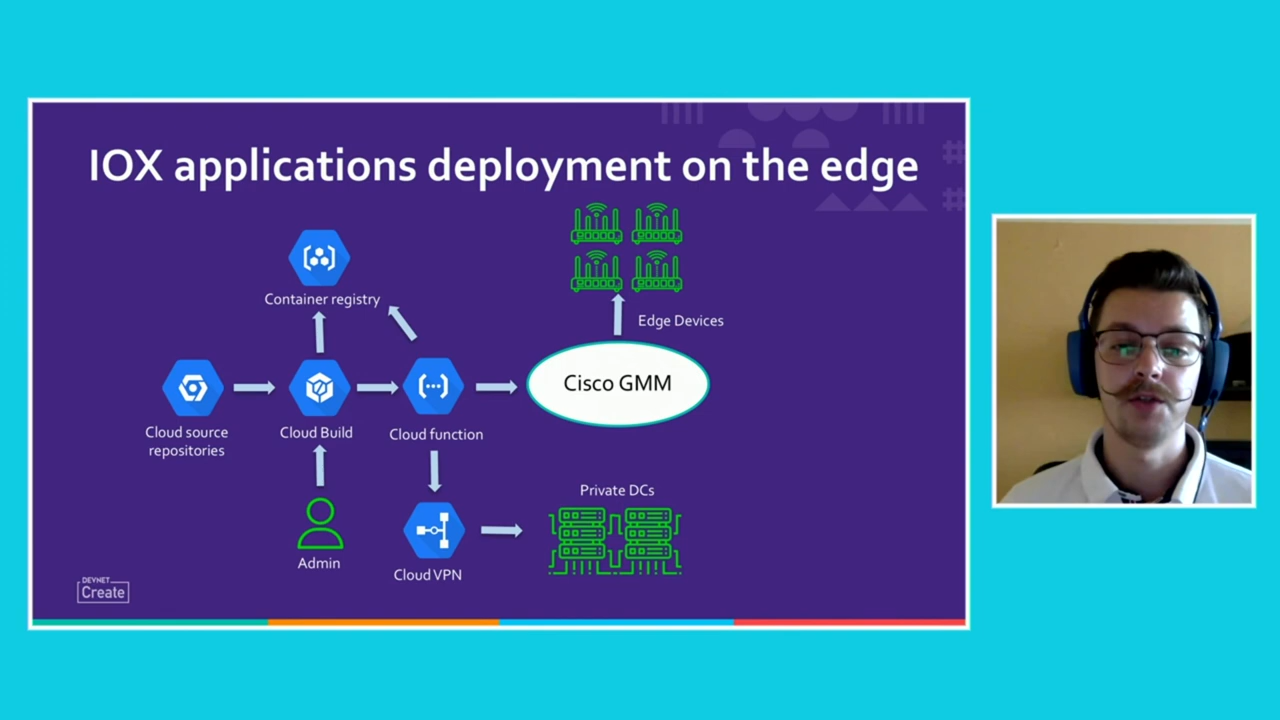 IOX applications deployment on the edge
Container registry
Edge Devices
Cisco GMM
Cloud source
repositories
Cloud Build
Cloud function
Private DCs
Admin
Cloud VPN
DEVNET
Create